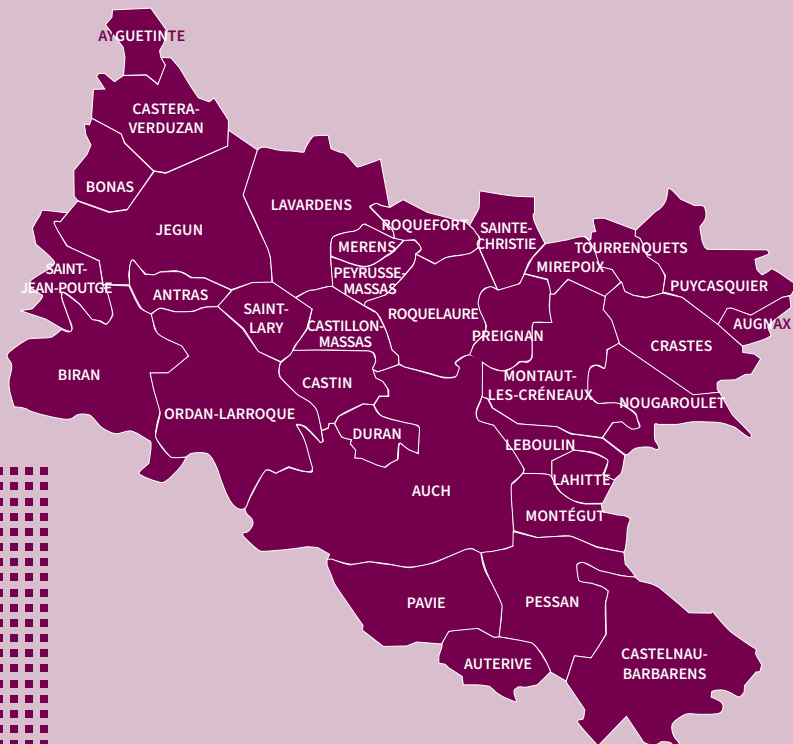 AYGUETINTE
CASTERA-
VERDUZAN
BONAS
JEGUN
LAVARDENS
ROQUEFORT
SAINTE-
CHRISTIE
MERENS
TOURRENQUETS
MIREPOIX
SAINT-
JEAN-POUTGE
PEYRUSSE-
MASSAS
PUYCASQUIER
ANTRAS
SAINT-
LARY
CASTILLON-
MASSAS
ROQUELAURE
PREIGNAN
AUGNAX
CRASTES
BIRAN
CASTIN
MONTAUT-
LES-CRÉNEAUX
NOUGAROULET
ORDAN-LARROQUE
DURAN
LEBOULIN
LAHITTE
AUCH
MONTÉGUT
PAVIE
PESSAN
AUTERIVE
CASTELNAU-
BARBARENS